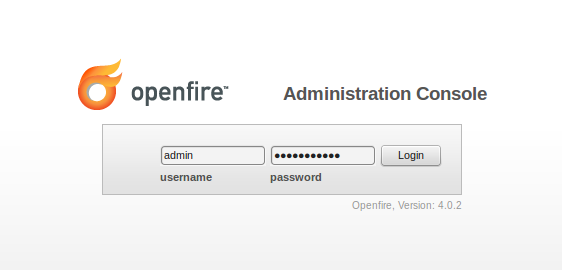 openfire™ Administration Console
admin ●●●●●●●●●●● Login
username password
Openfire, Version: 4.0.2